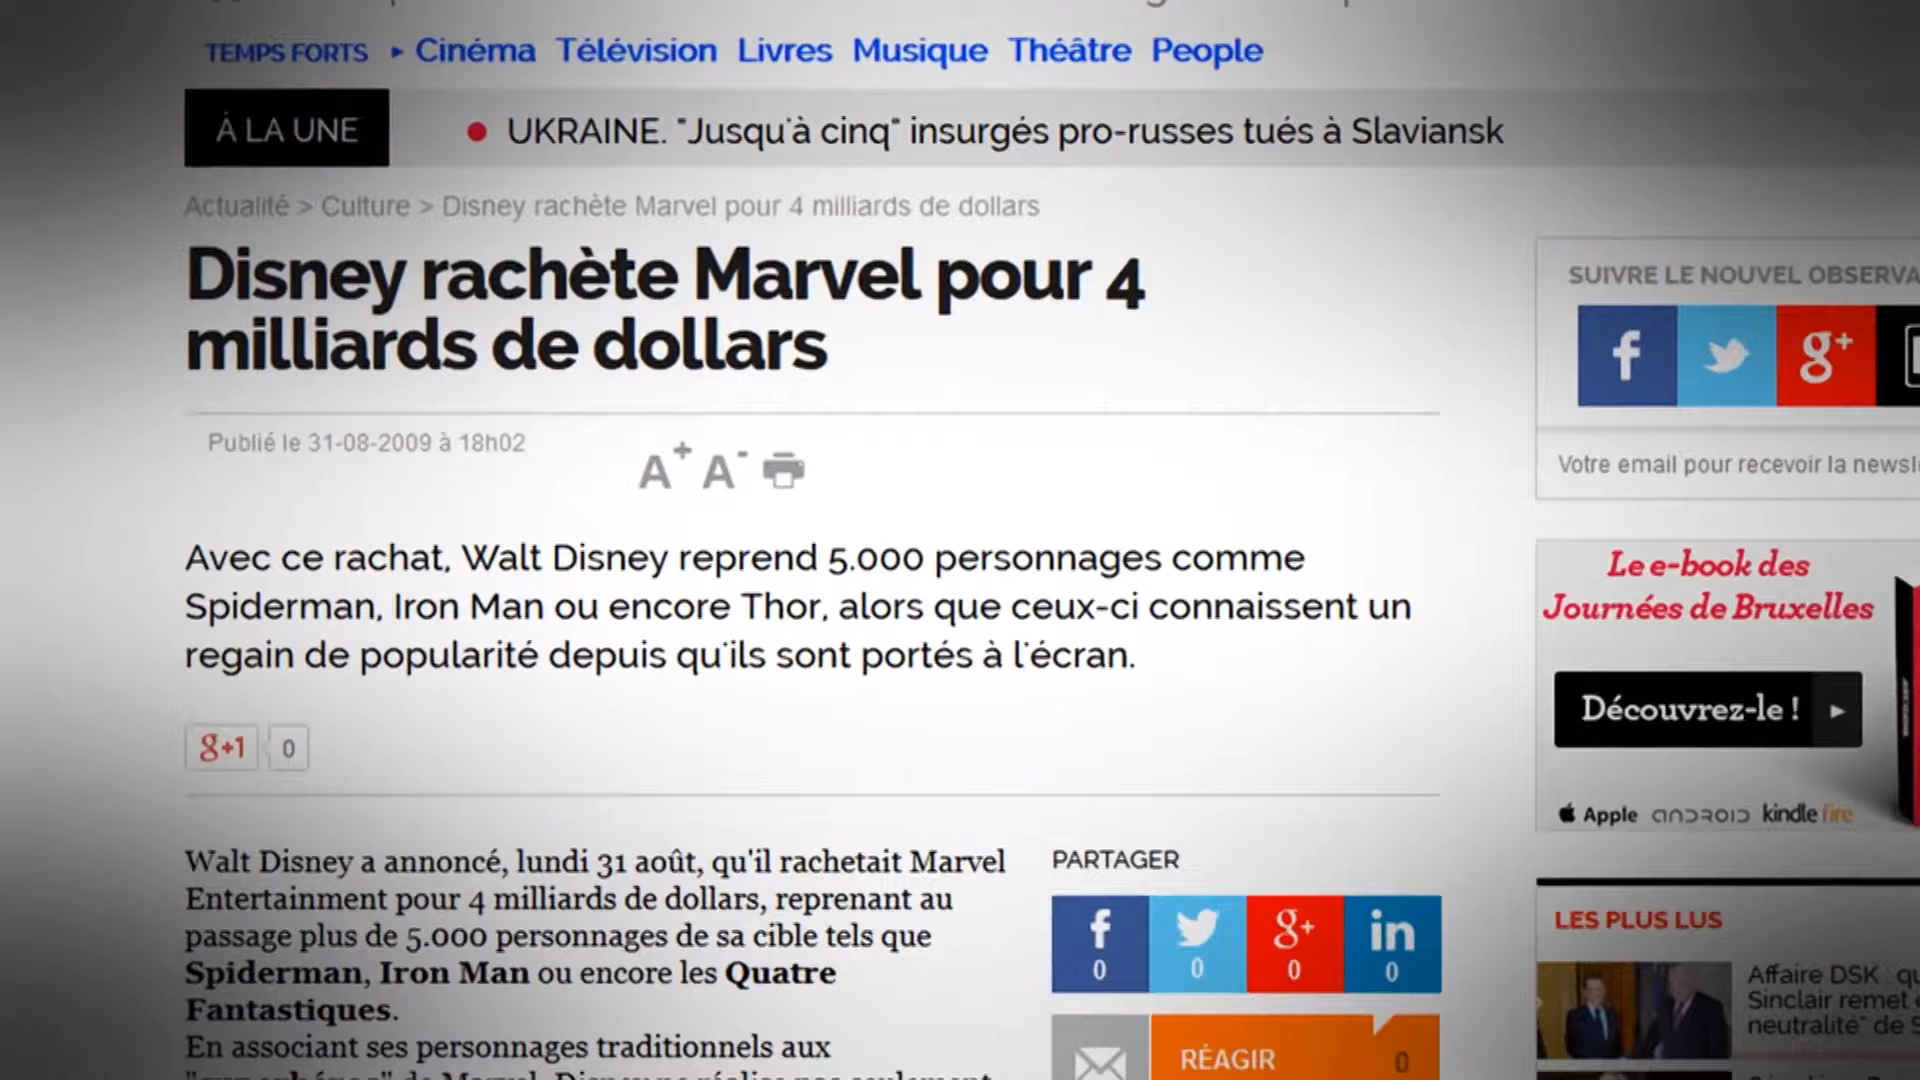 TEMPS FORTS ▸ Cinéma Télévision Livres Musique Théâtre People
À LA UNE
UKRAINE. "Jusqu'à cinq" insurgés pro-russes tués à Slaviansk
Actualité > Culture > Disney rachète Marvel pour 4 milliards de dollars
Disney rachète Marvel pour 4
milliards de dollars
Publié le 31-08-2009 à 18h02
A+ A-
Avec ce rachat, Walt Disney reprend 5.000 personnages comme
Spiderman, Iron Man ou encore Thor, alors que ceux-ci connaissent un
regain de popularité depuis qu'ils sont portés à l'écran.
g+1 0
Walt Disney a annoncé, lundi 31 août, qu'il rachetait Marvel
Entertainment pour 4 milliards de dollars, reprenant au
passage plus de 5.000 personnages de sa cible tels que
Spiderman, Iron Man ou encore les Quatre
Fantastiques.
En associant ses personnages traditionnels aux
PARTAGER
f g+ in
0 0 0 0
RÉAGIR 0
SUIVRE LE NOUVEL OBSERVA
f g+
Votre email pour recevoir la newsl
Le e-book des
Journées de Bruxelles
Découvrez-le !
Apple ANDROID kindle fire
LES PLUS LUS
Affaire DSK : qu
Sinclair remet
neutralité" de S